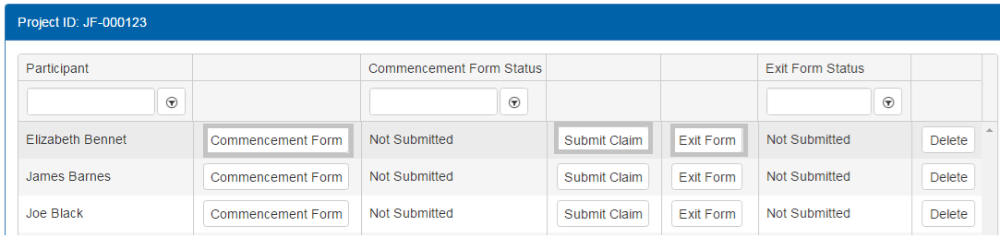 Project ID: JF-000123
Participant Commencement Form Status Exit Form Status
Elizabeth Bennet Commencement Form Not Submitted Submit Claim Exit Form Not Submitted Delete
James Barnes Commencement Form Not Submitted Submit Claim Exit Form Not Submitted Delete
Joe Black Commencement Form Not Submitted Submit Claim Exit Form Not Submitted Delete